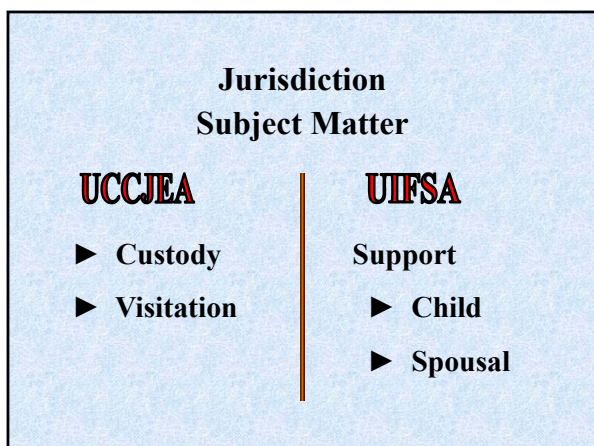 Jurisdiction
Subject Matter
UCCJEA
► Custody
► Visitation
UIFSA
Support
► Child
► Spousal